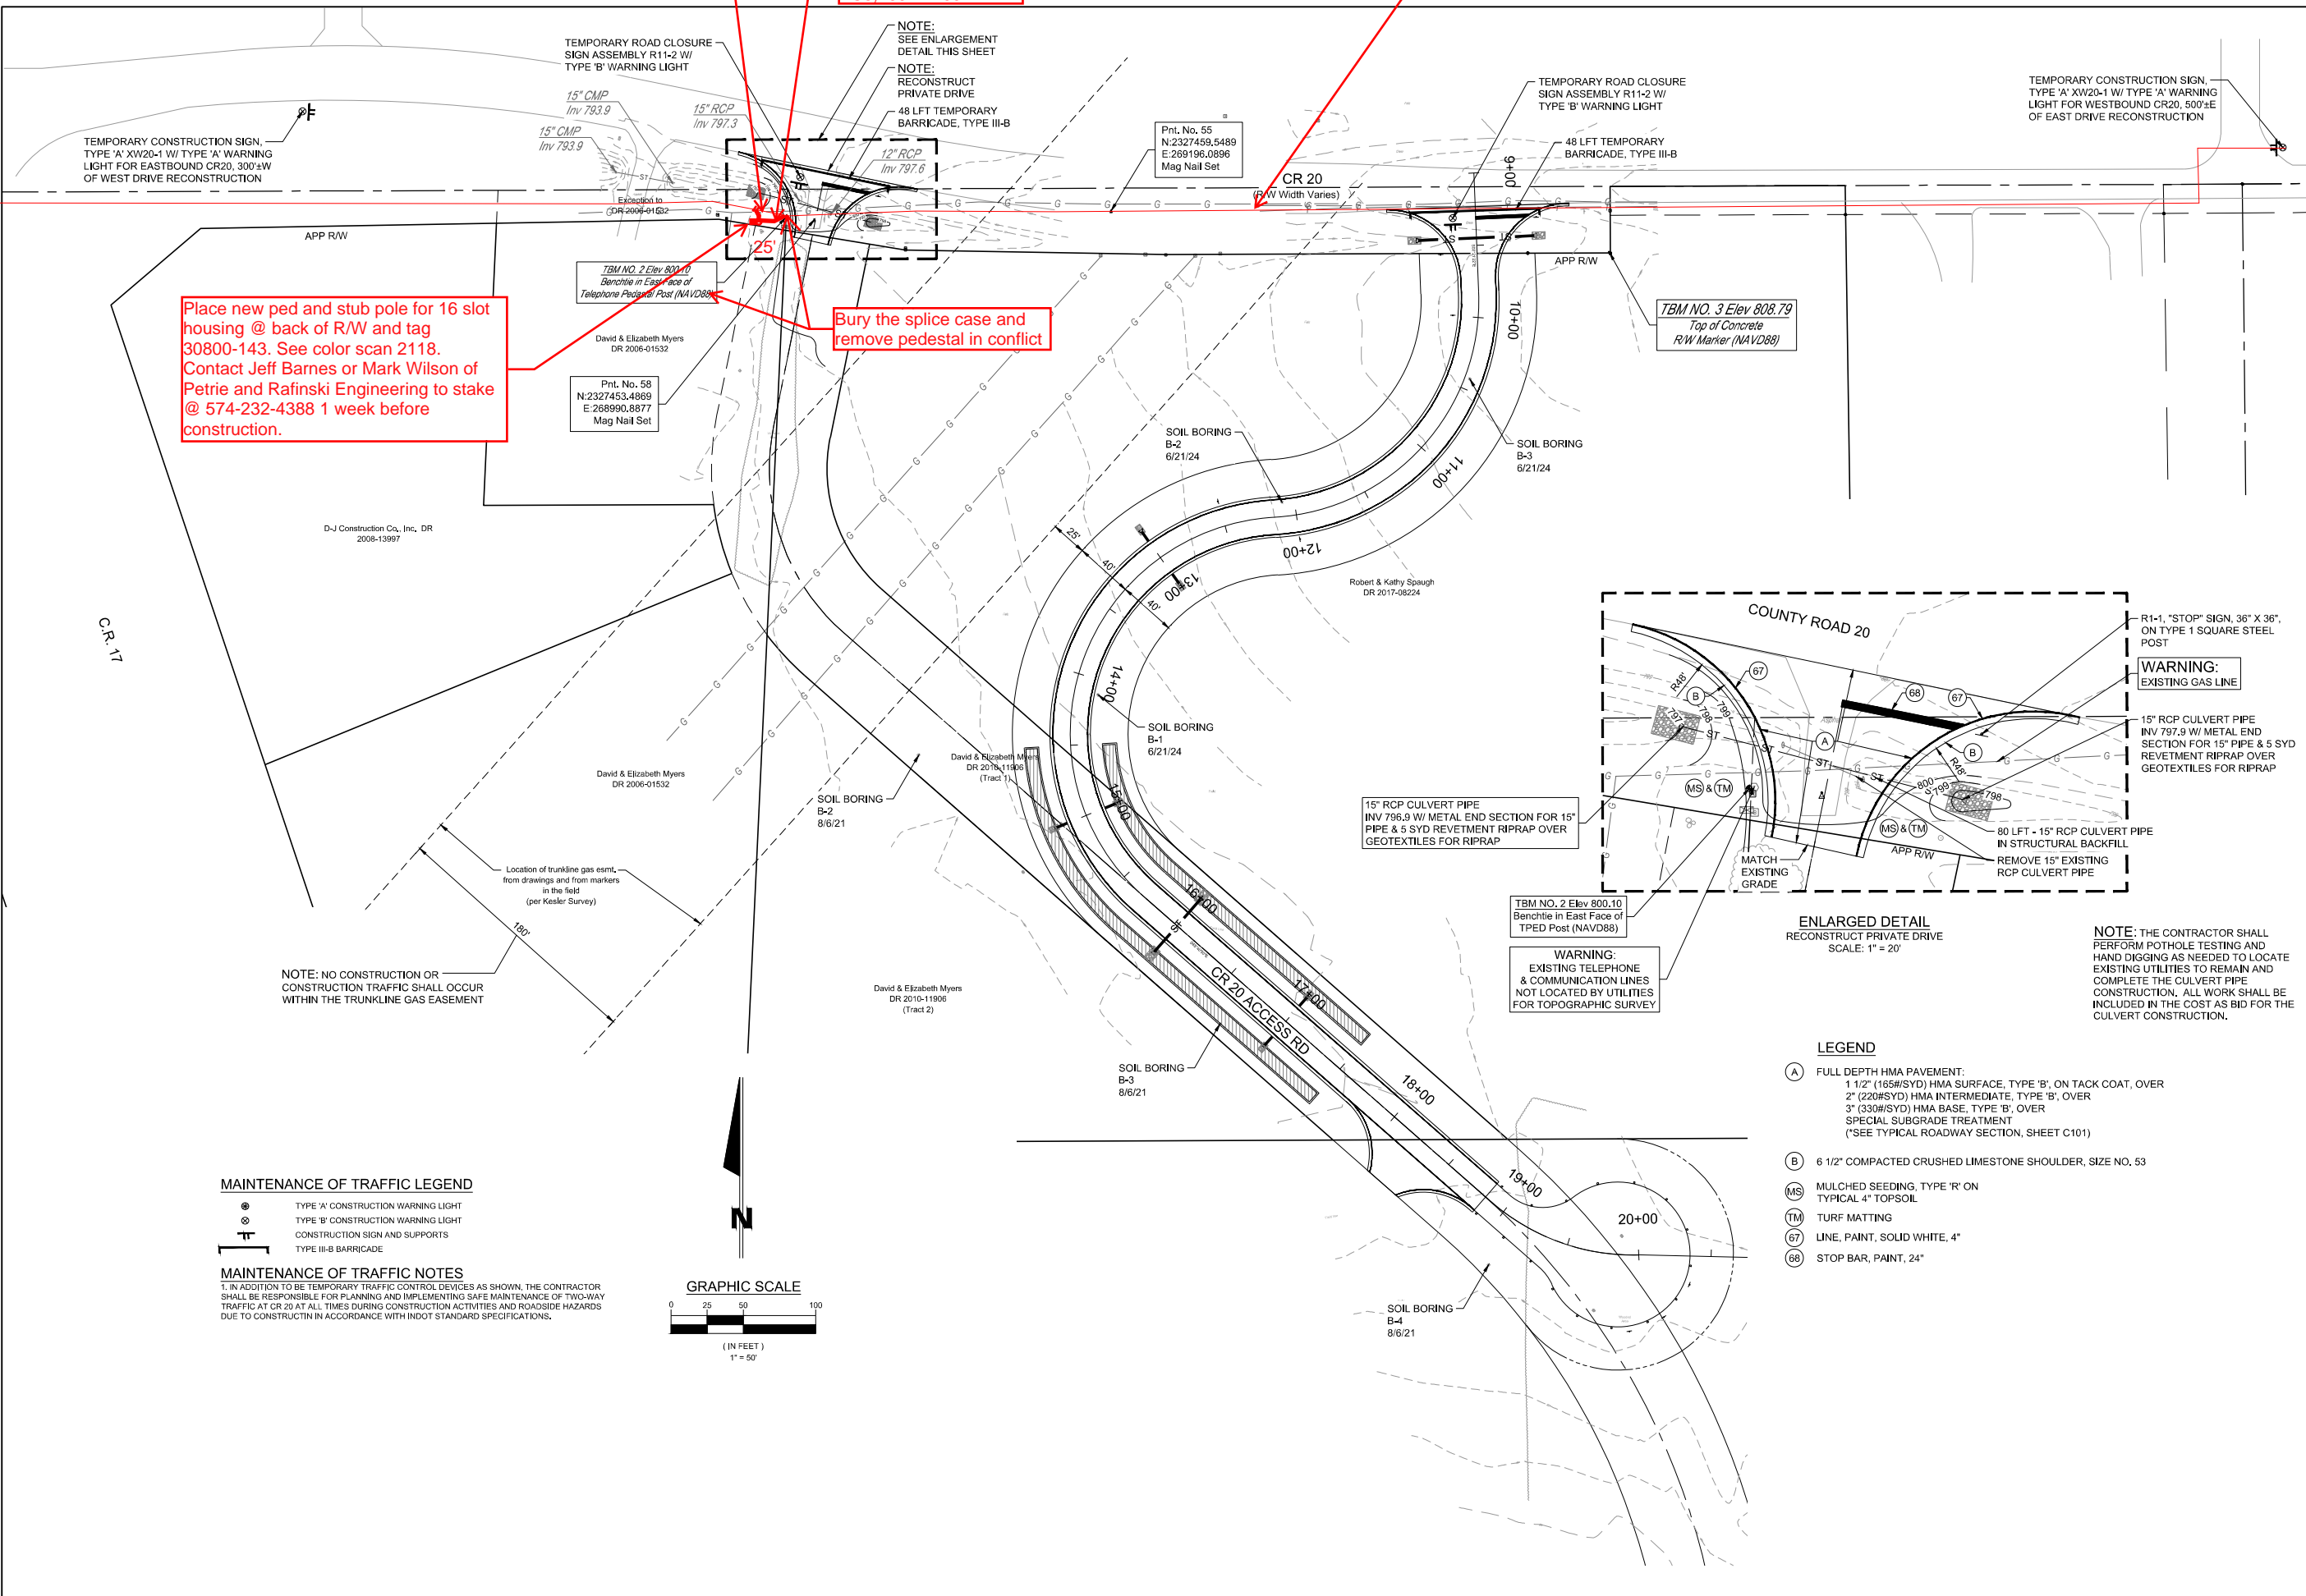 NOTE:
SEE ENLARGEMENT
DETAIL THIS SHEET
NOTE:
RECONSTRUCT
PRIVATE DRIVE
48 LFT TEMPORARY
BARRICADE, TYPE III-B
TEMPORARY ROAD CLOSURE
SIGN ASSEMBLY R11-2 W/
TYPE 'B' WARNING LIGHT
15" CMP
Inv 793.9
15" CMP
Inv 793.9
15" RCP
Inv 797.3
12" RCP
Inv 797.6
TEMPORARY CONSTRUCTION SIGN,
TYPE 'A' XW20-1 W/ TYPE 'A' WARNING
LIGHT FOR EASTBOUND CR20, 300'±W
OF WEST DRIVE RECONSTRUCTION
Pnt. No. 55
N:2327459.5489
E:269196.0896
Mag Nail Set
TEMPORARY ROAD CLOSURE
SIGN ASSEMBLY R11-2 W/
TYPE 'B' WARNING LIGHT
48 LFT TEMPORARY
BARRICADE, TYPE III-B
TEMPORARY CONSTRUCTION SIGN,
TYPE 'A' XW20-1 W/ TYPE 'A' WARNING
LIGHT FOR WESTBOUND CR20, 500'±E
OF EAST DRIVE RECONSTRUCTION
CR 20
(R/W Width Varies)
9+00
Exception to
DR 2006-01532
APP R/W
25'
APP R/W
TBM NO. 2 Elev 800.10
Benchtie in East Face of
Telephone Pedestal Post (NAVD88)
Place new ped and stub pole for 16 slot
housing @ back of R/W and tag
30800-143. See color scan 2118.
Contact Jeff Barnes or Mark Wilson of
Petrie and Rafinski Engineering to stake
@ 574-232-4388 1 week before
construction.
Bury the splice case and
remove pedestal in conflict
David & Elizabeth Myers
DR 2006-01532
Pnt. No. 58
N:2327453.4869
E:268990.8877
Mag Nail Set
TBM NO. 3 Elev 808.79
Top of Concrete
R/W Marker (NAVD88)
10+00
SOIL BORING
B-2
6/21/24
SOIL BORING
B-3
6/21/24
11+00
12+00
25'
40'
40'
13+00
D-J Construction Co., Inc. DR
2008-13997
Robert & Kathy Spaugh
DR 2017-08224
C.R. 17
14+00
SOIL BORING
B-1
6/21/24
David & Elizabeth Myers
DR 2010-11906
(Tract 1)
David & Elizabeth Myers
DR 2006-01532
SOIL BORING
B-2
8/6/21
15+00
16+00
Location of trunkline gas esmt.
from drawings and from markers
in the field
(per Kesler Survey)
180'
NOTE: NO CONSTRUCTION OR
CONSTRUCTION TRAFFIC SHALL OCCUR
WITHIN THE TRUNKLINE GAS EASEMENT
David & Elizabeth Myers
DR 2010-11906
(Tract 2)
CR 20 ACCESS RD
17+00
SOIL BORING
B-3
8/6/21
18+00
19+00
20+00
SOIL BORING
B-4
8/6/21
COUNTY ROAD 20
R1-1, "STOP" SIGN, 36" X 36",
ON TYPE 1 SQUARE STEEL
POST
WARNING:
EXISTING GAS LINE
15" RCP CULVERT PIPE
INV 797.9 W/ METAL END
SECTION FOR 15" PIPE & 5 SYD
REVETMENT RIPRAP OVER
GEOTEXTILES FOR RIPRAP
67
68
67
R48'
B
797
798
799
A
B
R48'
800
799
798
MS & TM
MS & TM
15" RCP CULVERT PIPE
INV 796.9 W/ METAL END SECTION FOR 15"
PIPE & 5 SYD REVETMENT RIPRAP OVER
GEOTEXTILES FOR RIPRAP
MATCH
EXISTING
GRADE
APP R/W
80 LFT - 15" RCP CULVERT PIPE
IN STRUCTURAL BACKFILL
REMOVE 15" EXISTING
RCP CULVERT PIPE
TBM NO. 2 Elev 800.10
Benchtie in East Face of
TPED Post (NAVD88)
WARNING:
EXISTING TELEPHONE
& COMMUNICATION LINES
NOT LOCATED BY UTILITIES
FOR TOPOGRAPHIC SURVEY
ENLARGED DETAIL
RECONSTRUCT PRIVATE DRIVE
SCALE: 1" = 20'
NOTE: THE CONTRACTOR SHALL
PERFORM POTHOLE TESTING AND
HAND DIGGING AS NEEDED TO LOCATE
EXISTING UTILITIES TO REMAIN AND
COMPLETE THE CULVERT PIPE
CONSTRUCTION. ALL WORK SHALL BE
INCLUDED IN THE COST AS BID FOR THE
CULVERT CONSTRUCTION.
LEGEND
A FULL DEPTH HMA PAVEMENT:
1 1/2" (165#/SYD) HMA SURFACE, TYPE 'B', ON TACK COAT, OVER
2" (220#SYD) HMA INTERMEDIATE, TYPE 'B', OVER
3" (330#/SYD) HMA BASE, TYPE 'B', OVER
SPECIAL SUBGRADE TREATMENT
(*SEE TYPICAL ROADWAY SECTION, SHEET C101)
B 6 1/2" COMPACTED CRUSHED LIMESTONE SHOULDER, SIZE NO. 53
MS MULCHED SEEDING, TYPE 'R' ON
TYPICAL 4" TOPSOIL
TM TURF MATTING
67 LINE, PAINT, SOLID WHITE, 4"
68 STOP BAR, PAINT, 24"
MAINTENANCE OF TRAFFIC LEGEND
TYPE 'A' CONSTRUCTION WARNING LIGHT
TYPE 'B' CONSTRUCTION WARNING LIGHT
CONSTRUCTION SIGN AND SUPPORTS
TYPE III-B BARRICADE
MAINTENANCE OF TRAFFIC NOTES
1. IN ADDITION TO BE TEMPORARY TRAFFIC CONTROL DEVICES AS SHOWN, THE CONTRACTOR
SHALL BE RESPONSIBLE FOR PLANNING AND IMPLEMENTING SAFE MAINTENANCE OF TWO-WAY
TRAFFIC AT CR 20 AT ALL TIMES DURING CONSTRUCTION ACTIVITIES AND ROADSIDE HAZARDS
DUE TO CONSTRUCTIN IN ACCORDANCE WITH INDOT STANDARD SPECIFICATIONS.
N
GRAPHIC SCALE
0 25 50 100
( IN FEET )
1" = 50'